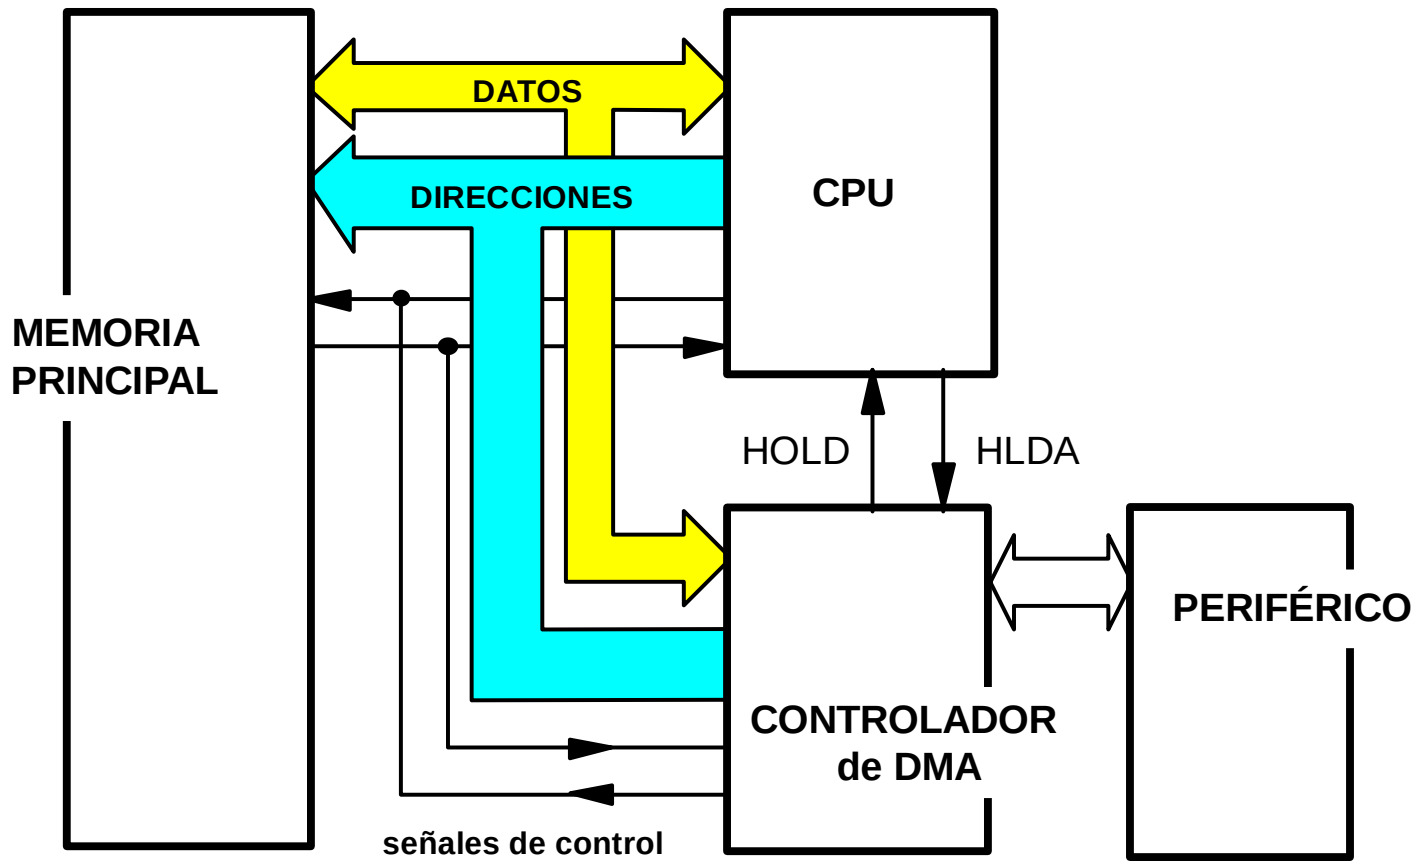 DATOS
DIRECCIONES
CPU
MEMORIA
PRINCIPAL
HOLD
HLDA
PERIFÉRICO
CONTROLADOR
de DMA
señales de control